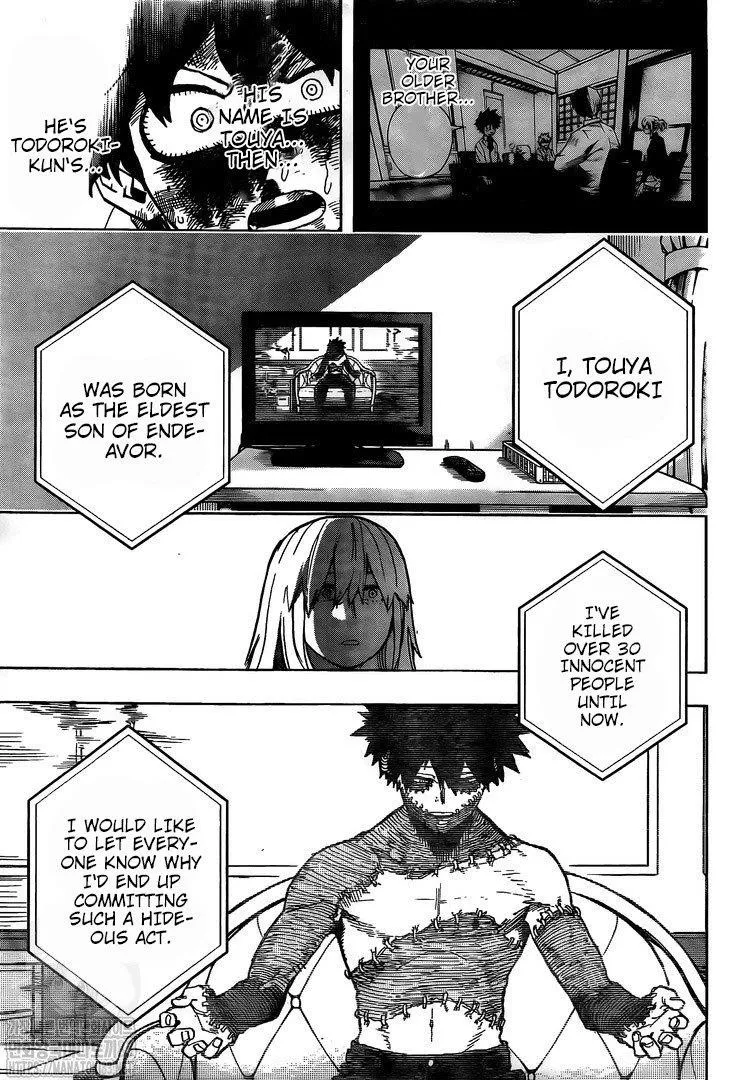 YOUR
OLDER
BROTHER...
HIS
NAME IS
TOUYA...
THEN...
HE'S
TODOROKI-
KUN'S...
I, TOUYA
TODOROKI
WAS BORN
AS THE ELDEST
SON OF ENDE-
AVOR.
I'VE
KILLED
OVER 30
INNOCENT
PEOPLE
UNTIL
NOW.
I WOULD LIKE
TO LET EVERY-
ONE KNOW WHY
I'D END UP
COMMITTING
SUCH A HIDE-
OUS ACT.